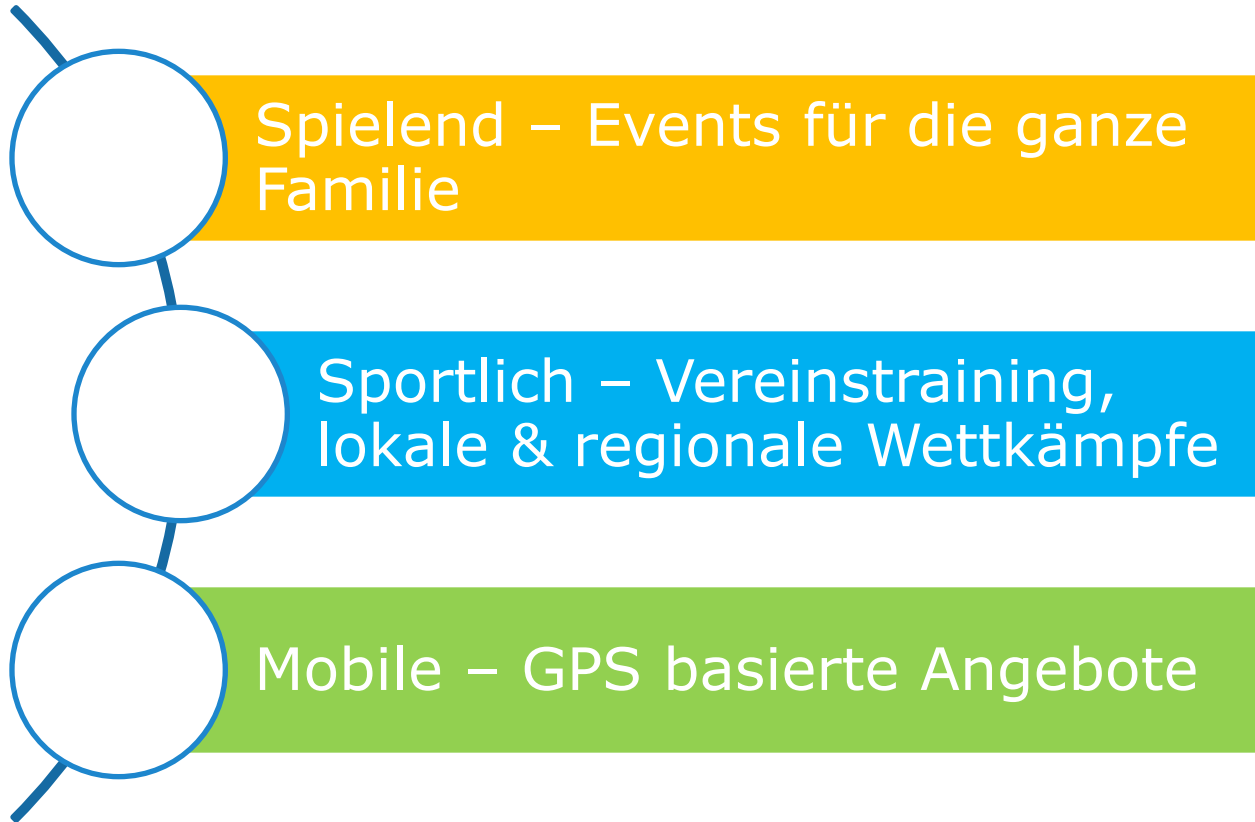 Spielend – Events für die ganze
Familie
Sportlich – Vereinstraining,
lokale & regionale Wettkämpfe
Mobile – GPS basierte Angebote